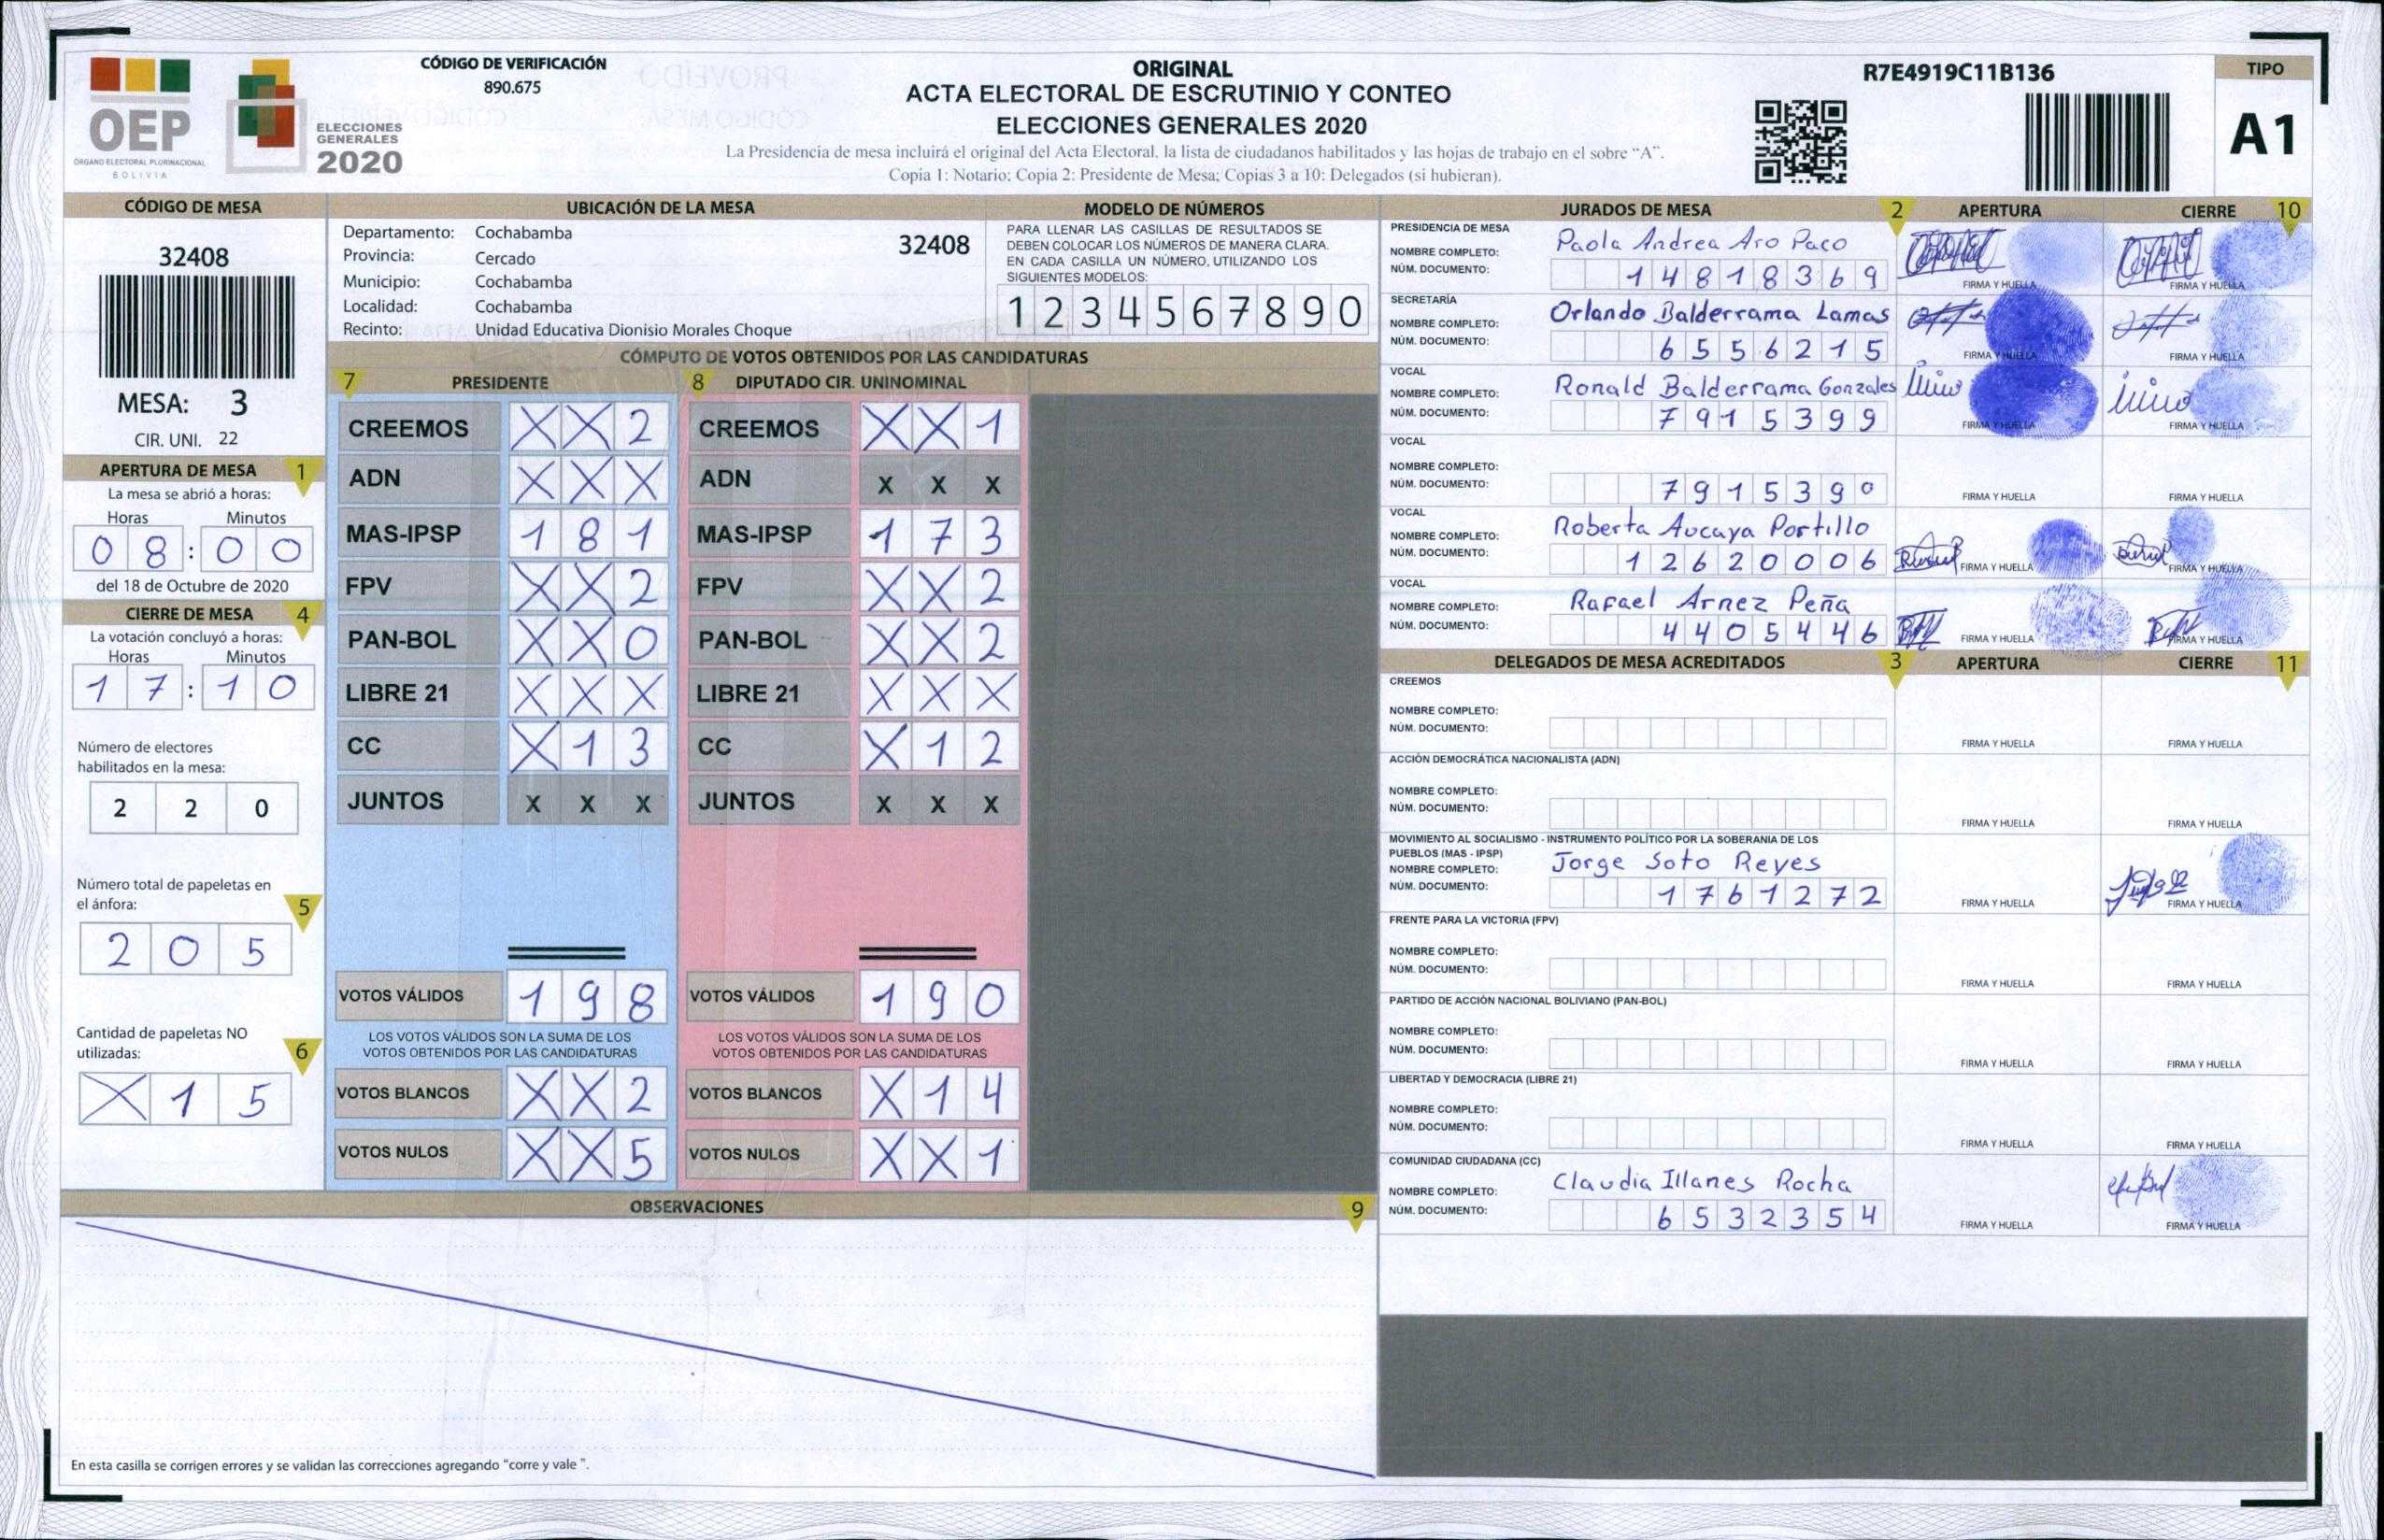 OEP
ÓRGANO ELECTORAL PLURINACIONAL
BOLIVIA
ELECCIONES
GENERALES
2020
CÓDIGO DE VERIFICACIÓN
890.675
ORIGINAL
ACTA ELECTORAL DE ESCRUTINIO Y CONTEO
ELECCIONES GENERALES 2020
La Presidencia de mesa incluirá el original del Acta Electoral, la lista de ciudadanos habilitados y las hojas de trabajo en el sobre "A".
Copia 1: Notario; Copia 2: Presidente de Mesa; Copias 3 a 10: Delegados (si hubieran).
R7E4919C11B136
TIPO
A1
CÓDIGO DE MESA
32408
MESA: 3
CIR. UNI. 22
APERTURA DE MESA 1
La mesa se abrió a horas:
Horas Minutos
0 8 : 0 0
del 18 de Octubre de 2020
CIERRE DE MESA 4
La votación concluyó a horas:
Horas Minutos
1 7 : 1 0
Número de electores
habilitados en la mesa:
2 2 0
Número total de papeletas en
el ánfora: 5
2 0 5
Cantidad de papeletas NO
utilizadas: 6
X 1 5
UBICACIÓN DE LA MESA
Departamento: Cochabamba
32408
Provincia: Cercado
Municipio: Cochabamba
Localidad: Cochabamba
Recinto: Unidad Educativa Dionisio Morales Choque
MODELO DE NÚMEROS
PARA LLENAR LAS CASILLAS DE RESULTADOS SE
DEBEN COLOCAR LOS NÚMEROS DE MANERA CLARA.
EN CADA CASILLA UN NÚMERO, UTILIZANDO LOS
SIGUIENTES MODELOS:
1 2 3 4 5 6 7 8 9 0
CÓMPUTO DE VOTOS OBTENIDOS POR LAS CANDIDATURAS
7 PRESIDENTE
CREEMOS X X 2
ADN X X X
MAS-IPSP 1 8 1
FPV X X 2
PAN-BOL X X 0
LIBRE 21 X X X
CC X 1 3
JUNTOS X X X
VOTOS VÁLIDOS 1 9 8
LOS VOTOS VÁLIDOS SON LA SUMA DE LOS
VOTOS OBTENIDOS POR LAS CANDIDATURAS
VOTOS BLANCOS X X 2
VOTOS NULOS X X 5
8 DIPUTADO CIR. UNINOMINAL
CREEMOS X X 1
ADN X X X
MAS-IPSP 1 7 3
FPV X X 2
PAN-BOL X X 2
LIBRE 21 X X X
CC X 1 2
JUNTOS X X X
VOTOS VÁLIDOS 1 9 0
LOS VOTOS VÁLIDOS SON LA SUMA DE LOS
VOTOS OBTENIDOS POR LAS CANDIDATURAS
VOTOS BLANCOS X 1 4
VOTOS NULOS X X 1
OBSERVACIONES 9
En esta casilla se corrigen errores y se validan las correcciones agregando "corre y vale ".
JURADOS DE MESA 2 APERTURA CIERRE 10
PRESIDENCIA DE MESA
NOMBRE COMPLETO: Paola Andrea Aro Paco
NÚM. DOCUMENTO: 1 4 8 1 8 3 6 9
FIRMA Y HUELLA FIRMA Y HUELLA
SECRETARÍA
NOMBRE COMPLETO: Orlando Balderrama Lamas
NÚM. DOCUMENTO: 6 5 5 6 2 1 5
FIRMA Y HUELLA FIRMA Y HUELLA
VOCAL
NOMBRE COMPLETO: Ronald Balderrama Gonzales
NÚM. DOCUMENTO: 7 9 1 5 3 9 9
FIRMA Y HUELLA FIRMA Y HUELLA
VOCAL
NOMBRE COMPLETO:
NÚM. DOCUMENTO: 7 9 1 5 3 9 0
FIRMA Y HUELLA FIRMA Y HUELLA
VOCAL
NOMBRE COMPLETO: Roberta Aucaya Portillo
NÚM. DOCUMENTO: 1 2 6 2 0 0 0 6
FIRMA Y HUELLA FIRMA Y HUELLA
VOCAL
NOMBRE COMPLETO: Rafael Arnez Peña
NÚM. DOCUMENTO: 4 4 0 5 4 4 6
FIRMA Y HUELLA FIRMA Y HUELLA
DELEGADOS DE MESA ACREDITADOS 3 APERTURA CIERRE 11
CREEMOS
NOMBRE COMPLETO:
NÚM. DOCUMENTO:
FIRMA Y HUELLA FIRMA Y HUELLA
ACCIÓN DEMOCRÁTICA NACIONALISTA (ADN)
NOMBRE COMPLETO:
NÚM. DOCUMENTO:
FIRMA Y HUELLA FIRMA Y HUELLA
MOVIMIENTO AL SOCIALISMO - INSTRUMENTO POLÍTICO POR LA SOBERANIA DE LOS
PUEBLOS (MAS - IPSP)
NOMBRE COMPLETO: Jorge Soto Reyes
NÚM. DOCUMENTO: 1 7 6 1 2 7 2
FIRMA Y HUELLA FIRMA Y HUELLA
FRENTE PARA LA VICTORIA (FPV)
NOMBRE COMPLETO:
NÚM. DOCUMENTO:
FIRMA Y HUELLA FIRMA Y HUELLA
PARTIDO DE ACCIÓN NACIONAL BOLIVIANO (PAN-BOL)
NOMBRE COMPLETO:
NÚM. DOCUMENTO:
FIRMA Y HUELLA FIRMA Y HUELLA
LIBERTAD Y DEMOCRACIA (LIBRE 21)
NOMBRE COMPLETO:
NÚM. DOCUMENTO:
FIRMA Y HUELLA FIRMA Y HUELLA
COMUNIDAD CIUDADANA (CC)
NOMBRE COMPLETO: Claudia Illanes Rocha
NÚM. DOCUMENTO: 6 5 3 2 3 5 4
FIRMA Y HUELLA FIRMA Y HUELLA